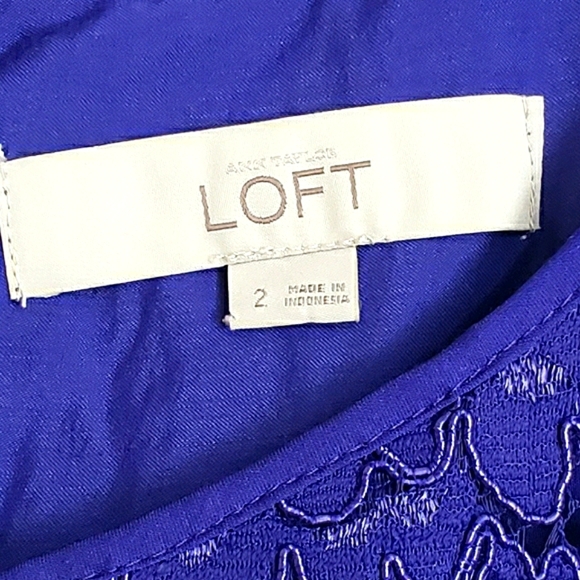 ANN TAYLOR
LOFT
2
MADE IN
INDONESIA